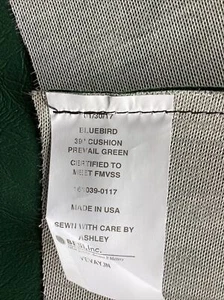 BLUEBIRD
39" CUSHION
PREVAIL GREEN
CERTIFIED TO
MEET FMVSS
MADE IN USA
SEWN WITH CARE BY
ASHLEY